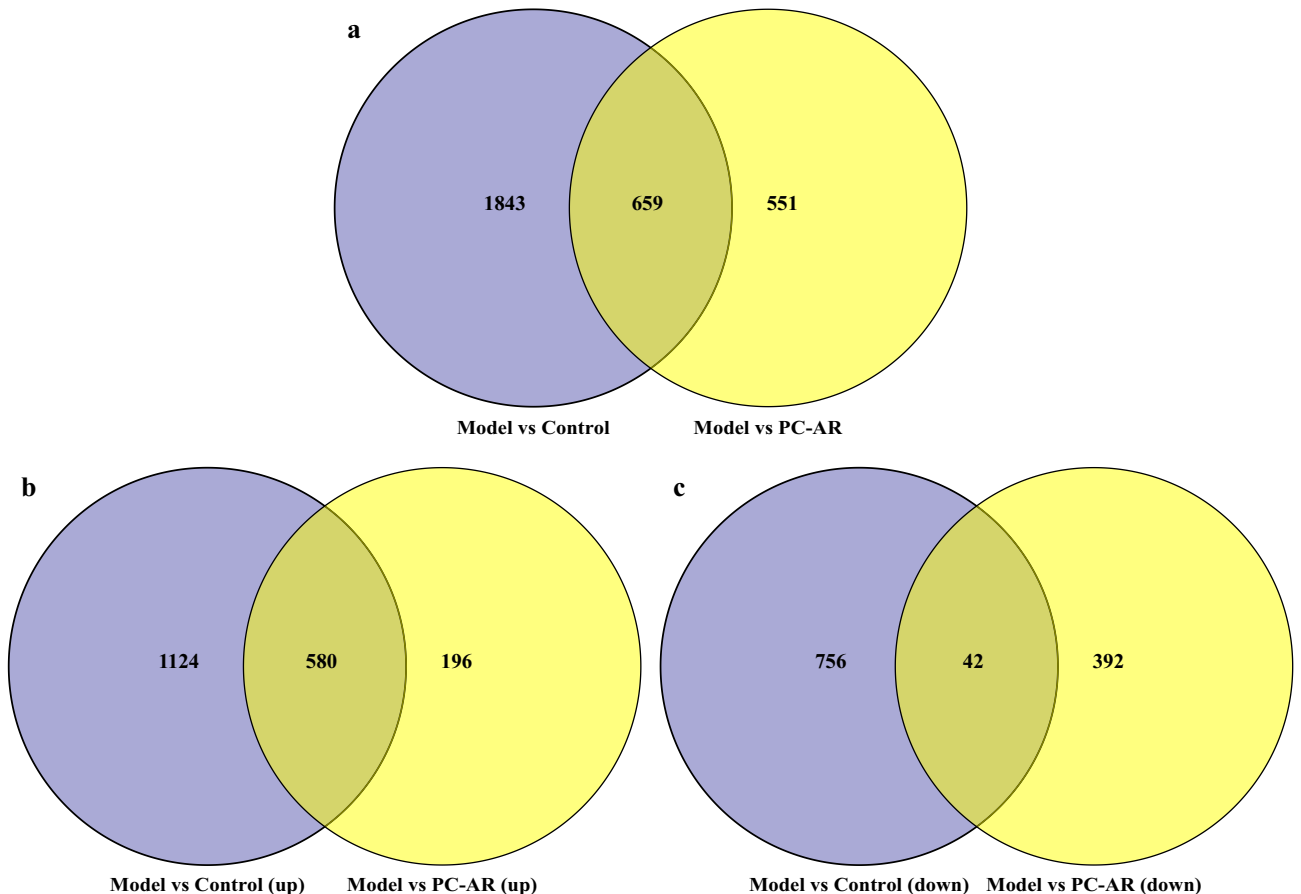 a
1843 659 551
Model vs Control Model vs PC-AR
b
1124 580 196
Model vs Control (up) Model vs PC-AR (up)
c
756 42 392
Model vs Control (down) Model vs PC-AR (down)